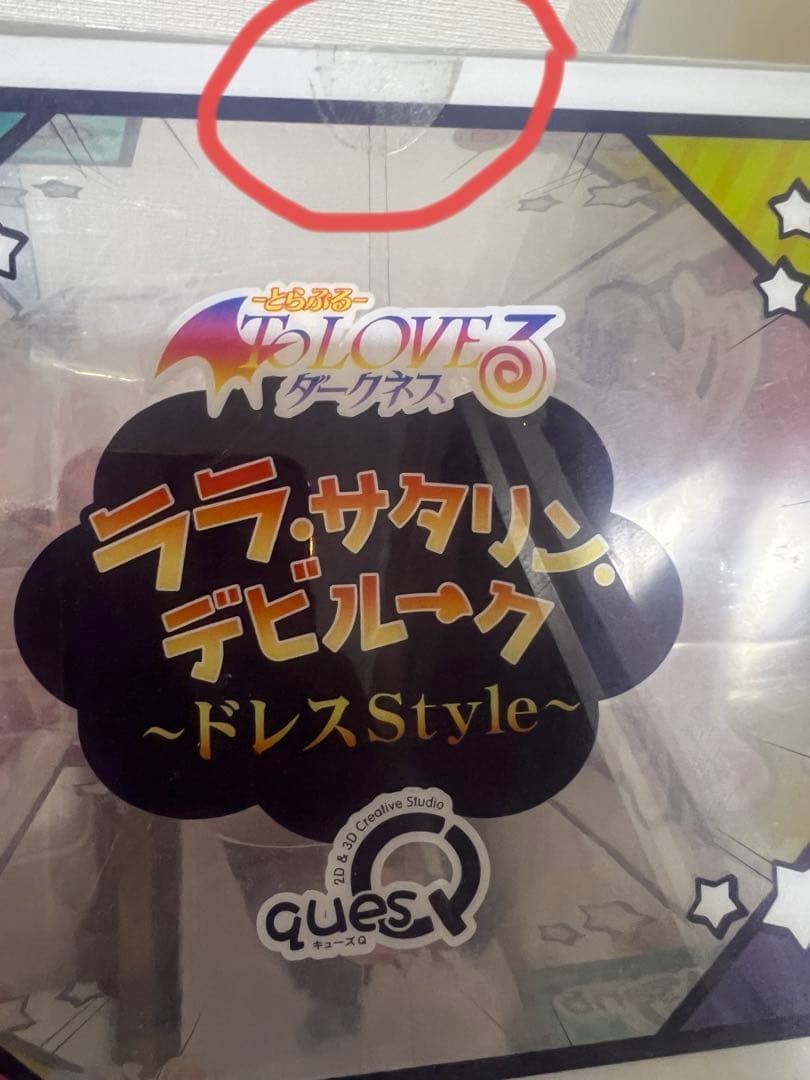 -とらぶる-
To LOVEる
ダークネス
ララ・サタリン・
デビルーク
~ドレスStyle~
2D & 3D Creative Studio
quesQ
キューズQ